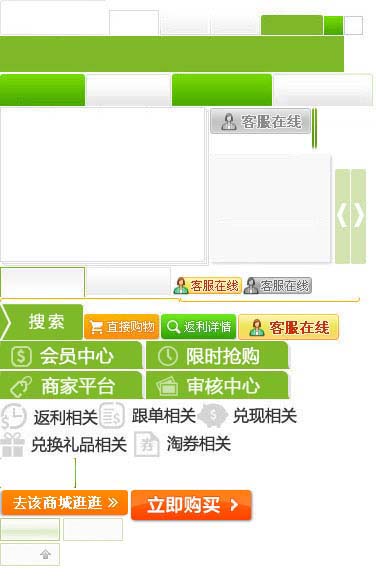 客服在线
客服在线 客服在线
搜索 直接购物 返利详情 客服在线
会员中心 限时抢购
商家平台 审核中心
返利相关 跟单相关 兑现相关
兑换礼品相关 淘券相关
去该商城逛逛 » 立即购买 ›